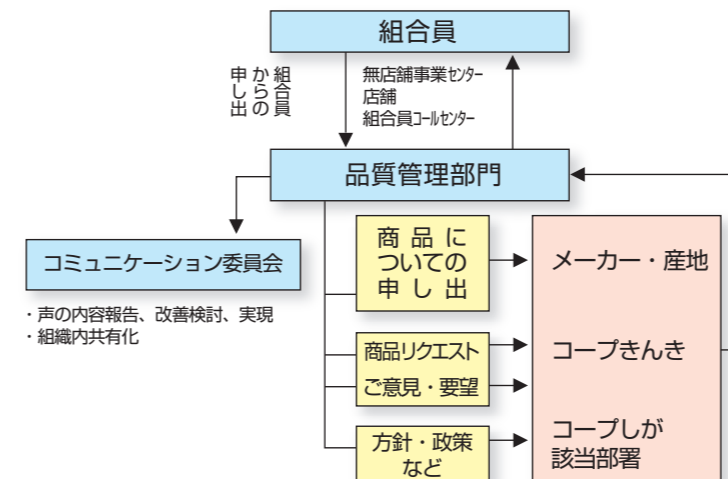 組合員
組合員
からの
申し出
無店舗事業センター
店舗
組合員コールセンター
品質管理部門
コミュニケーション委員会
・声の内容報告、改善検討、実現
・組織内共有化
商品に
ついての
申し出
メーカー・産地
商品リクエスト
ご意見・要望
コープきんき
方針・政策
など
コープしが
該当部署